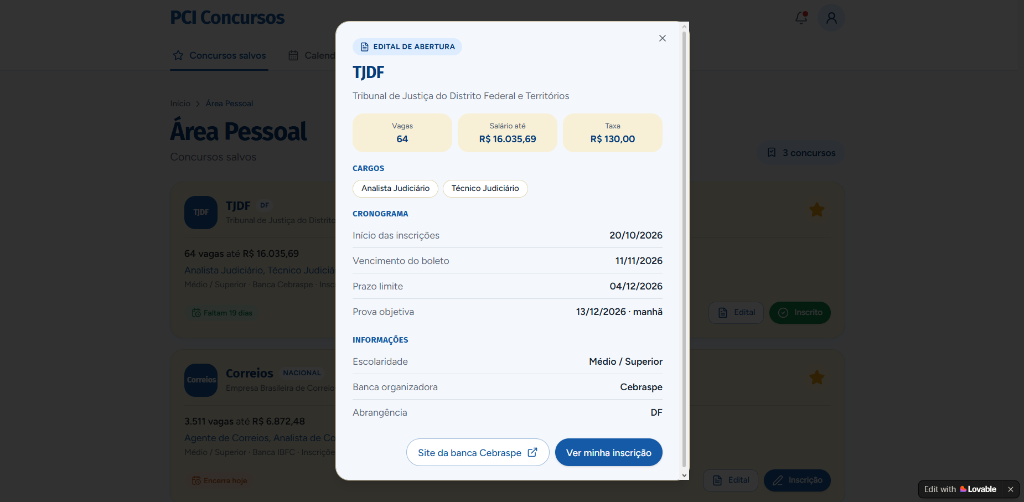 PCI Concursos
Concursos salvos
Calend
Início > Área Pessoal
Área Pessoal
Concursos salvos
3 concursos
TJDF
TJDF DF
Tribunal de Justiça do Distrito
64 vagas até R$ 16.035,69
Analista Judiciário, Técnico Judiciá
Médio / Superior · Banca Cebraspe · Insc
Faltam 19 dias
Edital
Inscrito
Correios
Correios NACIONAL
Empresa Brasileira de Correio
3.511 vagas até R$ 6.872,48
Agente de Correios, Analista de Co
Médio / Superior · Banca IBFC · Inscriçõe
Encerra hoje
Edital
Inscrição
EDITAL DE ABERTURA
TJDF
Tribunal de Justiça do Distrito Federal e Territórios
Vagas
64
Salário até
R$ 16.035,69
Taxa
R$ 130,00
CARGOS
Analista Judiciário
Técnico Judiciário
CRONOGRAMA
Início das inscrições 20/10/2026
Vencimento do boleto 11/11/2026
Prazo limite 04/12/2026
Prova objetiva 13/12/2026 · manhã
INFORMAÇÕES
Escolaridade Médio / Superior
Banca organizadora Cebraspe
Abrangência DF
Site da banca Cebraspe
Ver minha inscrição
Edit with Lovable